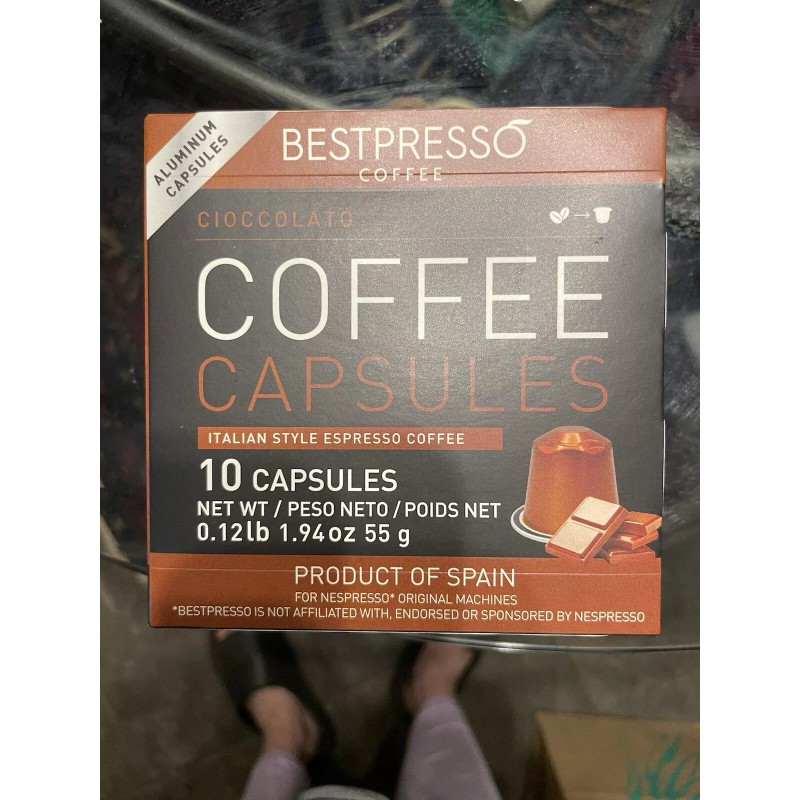 ALUMINUM
CAPSULES
BESTPRESSO
COFFEE
CIOCCOLATO
COFFEE
CAPSULES
ITALIAN STYLE ESPRESSO COFFEE
10 CAPSULES
NET WT / PESO NETO / POIDS NET
0.12lb 1.94oz 55 g
PRODUCT OF SPAIN
FOR NESPRESSO* ORIGINAL MACHINES
*BESTPRESSO IS NOT AFFILIATED WITH, ENDORSED OR SPONSORED BY NESPRESSO